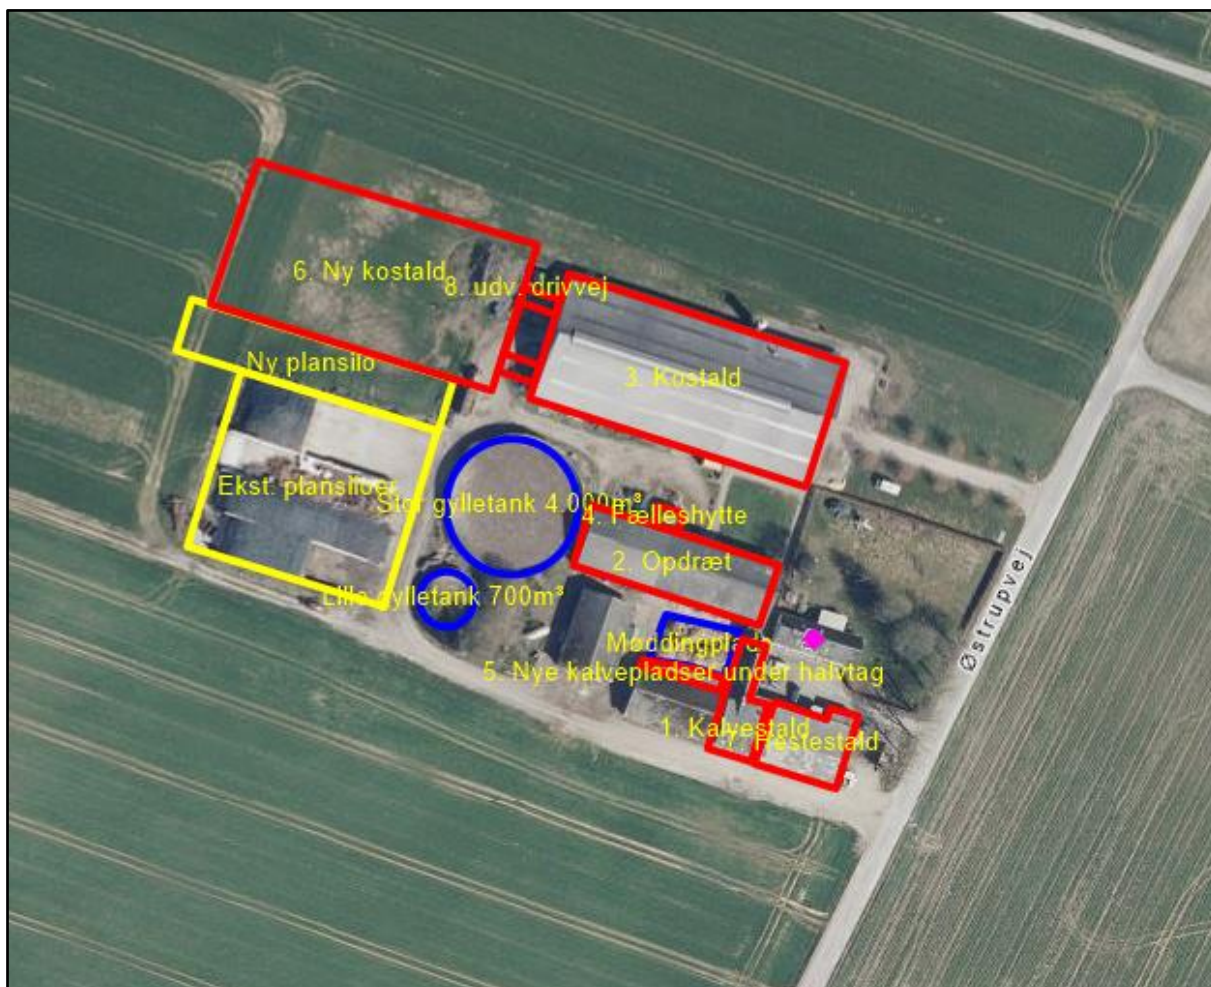 6. Ny kostald
8. udv. drivvej
Ny plansilo
3. Kostald
Ekst. plansiloer
Stor gylletank 4.000m³
4. Fælleshytte
2. Opdræt
Lille gylletank 700m³
Møddingplads
5. Nye kalvepladser under halvtag
1. Kalvestald
7. Hestestald
Østrupvej